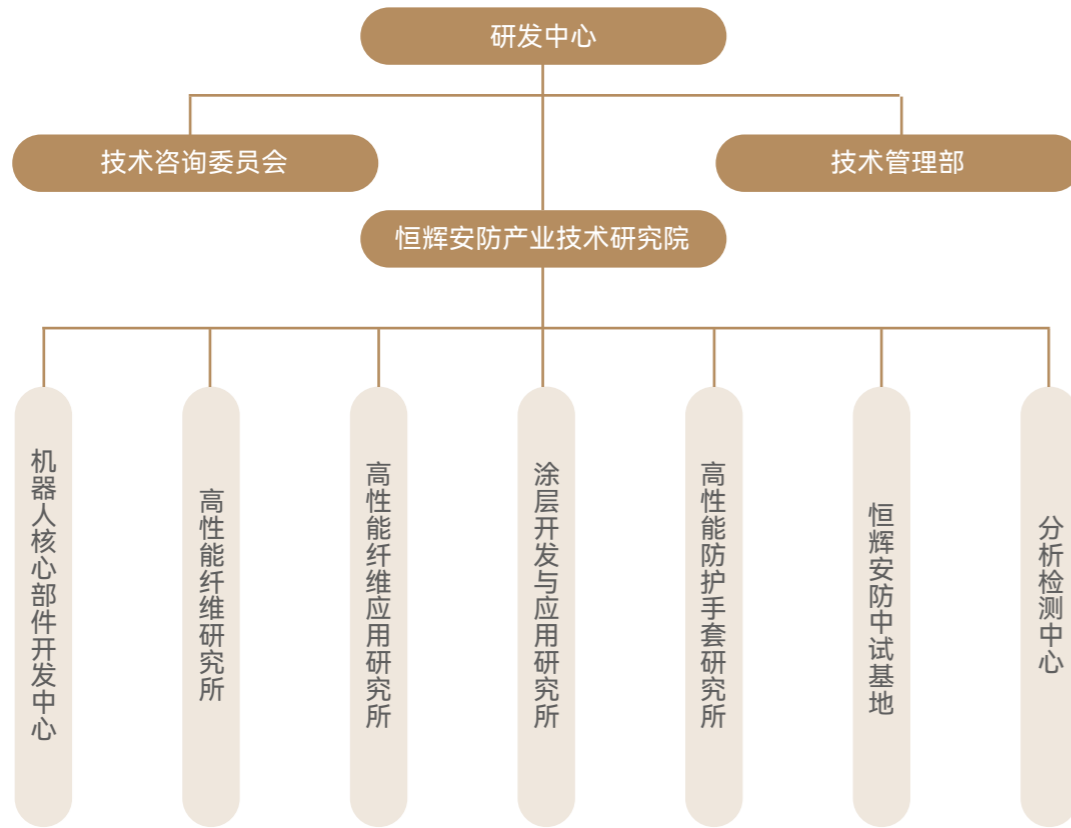 研发中心
技术咨询委员会
技术管理部
恒辉安防产业技术研究院
机器人核心部件开发中心
高性能纤维研究所
高性能纤维应用研究所
涂层开发与应用研究所
高性能防护手套研究所
恒辉安防中试基地
分析检测中心